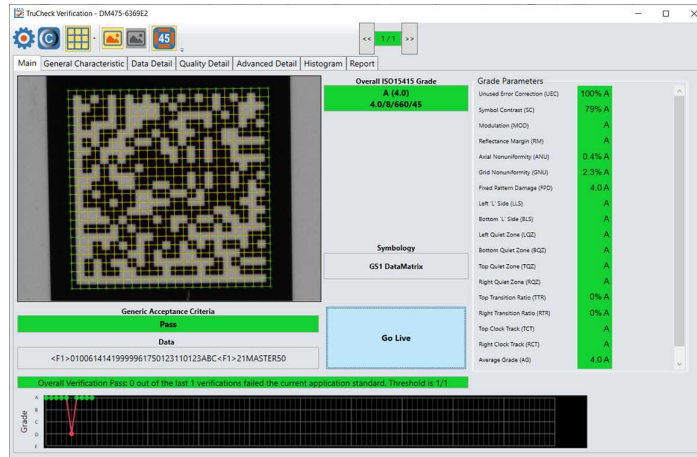 TruCheck Verification - DM475-6369E2
45
<< 1 / 1 >>
Main General Characteristic Data Detail Quality Detail Advanced Detail Histogram Report
Overall ISO15415 Grade
A (4.0)
4.0/8/660/45
Symbology
GS1 DataMatrix
Generic Acceptance Criteria
Pass
Data
<F1>01006141419999961750123110123ABC<F1>21MASTER50
Go Live
Grade Parameters
Unused Error Correction (UEC) 100% A
Symbol Contrast (SC) 79% A
Modulation (MOD) A
Reflectance Margin (RM) A
Axial Nonuniformity (ANU) 0.4% A
Grid Nonuniformity (GNU) 2.3% A
Fixed Pattern Damage (FPD) 4.0 A
Left 'L' Side (LLS) A
Bottom 'L' Side (BLS) A
Left Quiet Zone (LQZ) A
Bottom Quiet Zone (BQZ) A
Top Quiet Zone (TQZ) A
Right Quiet Zone (RQZ) A
Top Transition Ratio (TTR) 0% A
Right Transition Ratio (RTR) 0% A
Top Clock Track (TCT) A
Right Clock Track (RCT) A
Average Grade (AG) 4.0 A
Overall Verification Pass: 0 out of the last 1 verifications failed the current application standard. Threshold is 1/1
Grade
A
B
C
D
F